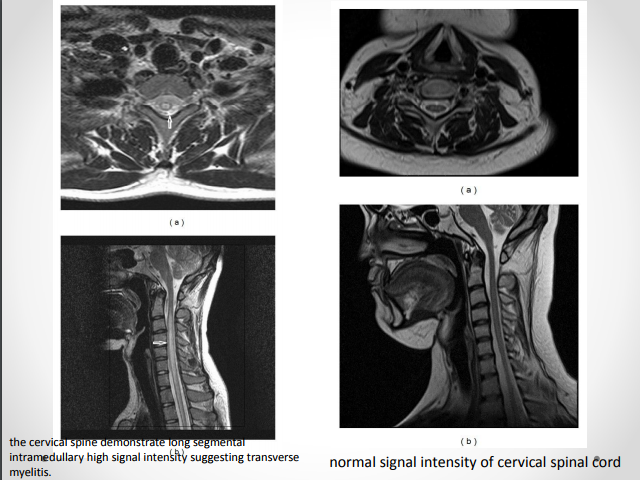 (a)
(a)
(b)
(b)
the cervical spine demonstrate long segmental
intramedullary high signal intensity suggesting transverse
myelitis.
normal signal intensity of cervical spinal cord